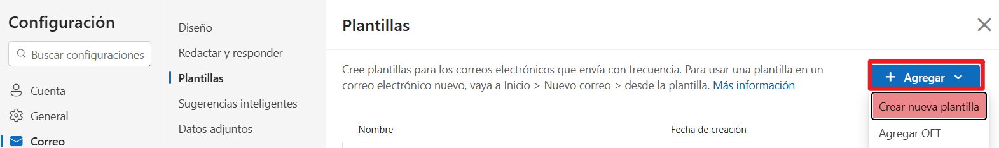 Configuración
Buscar configuraciones
Cuenta
General
Correo
Diseño
Redactar y responder
Plantillas
Sugerencias inteligentes
Datos adjuntos
Plantillas
Cree plantillas para los correos electrónicos que envía con frecuencia. Para usar una plantilla en un
correo electrónico nuevo, vaya a Inicio > Nuevo correo > desde la plantilla. Más información
Agregar
Crear nueva plantilla
Agregar OFT
Nombre
Fecha de creación